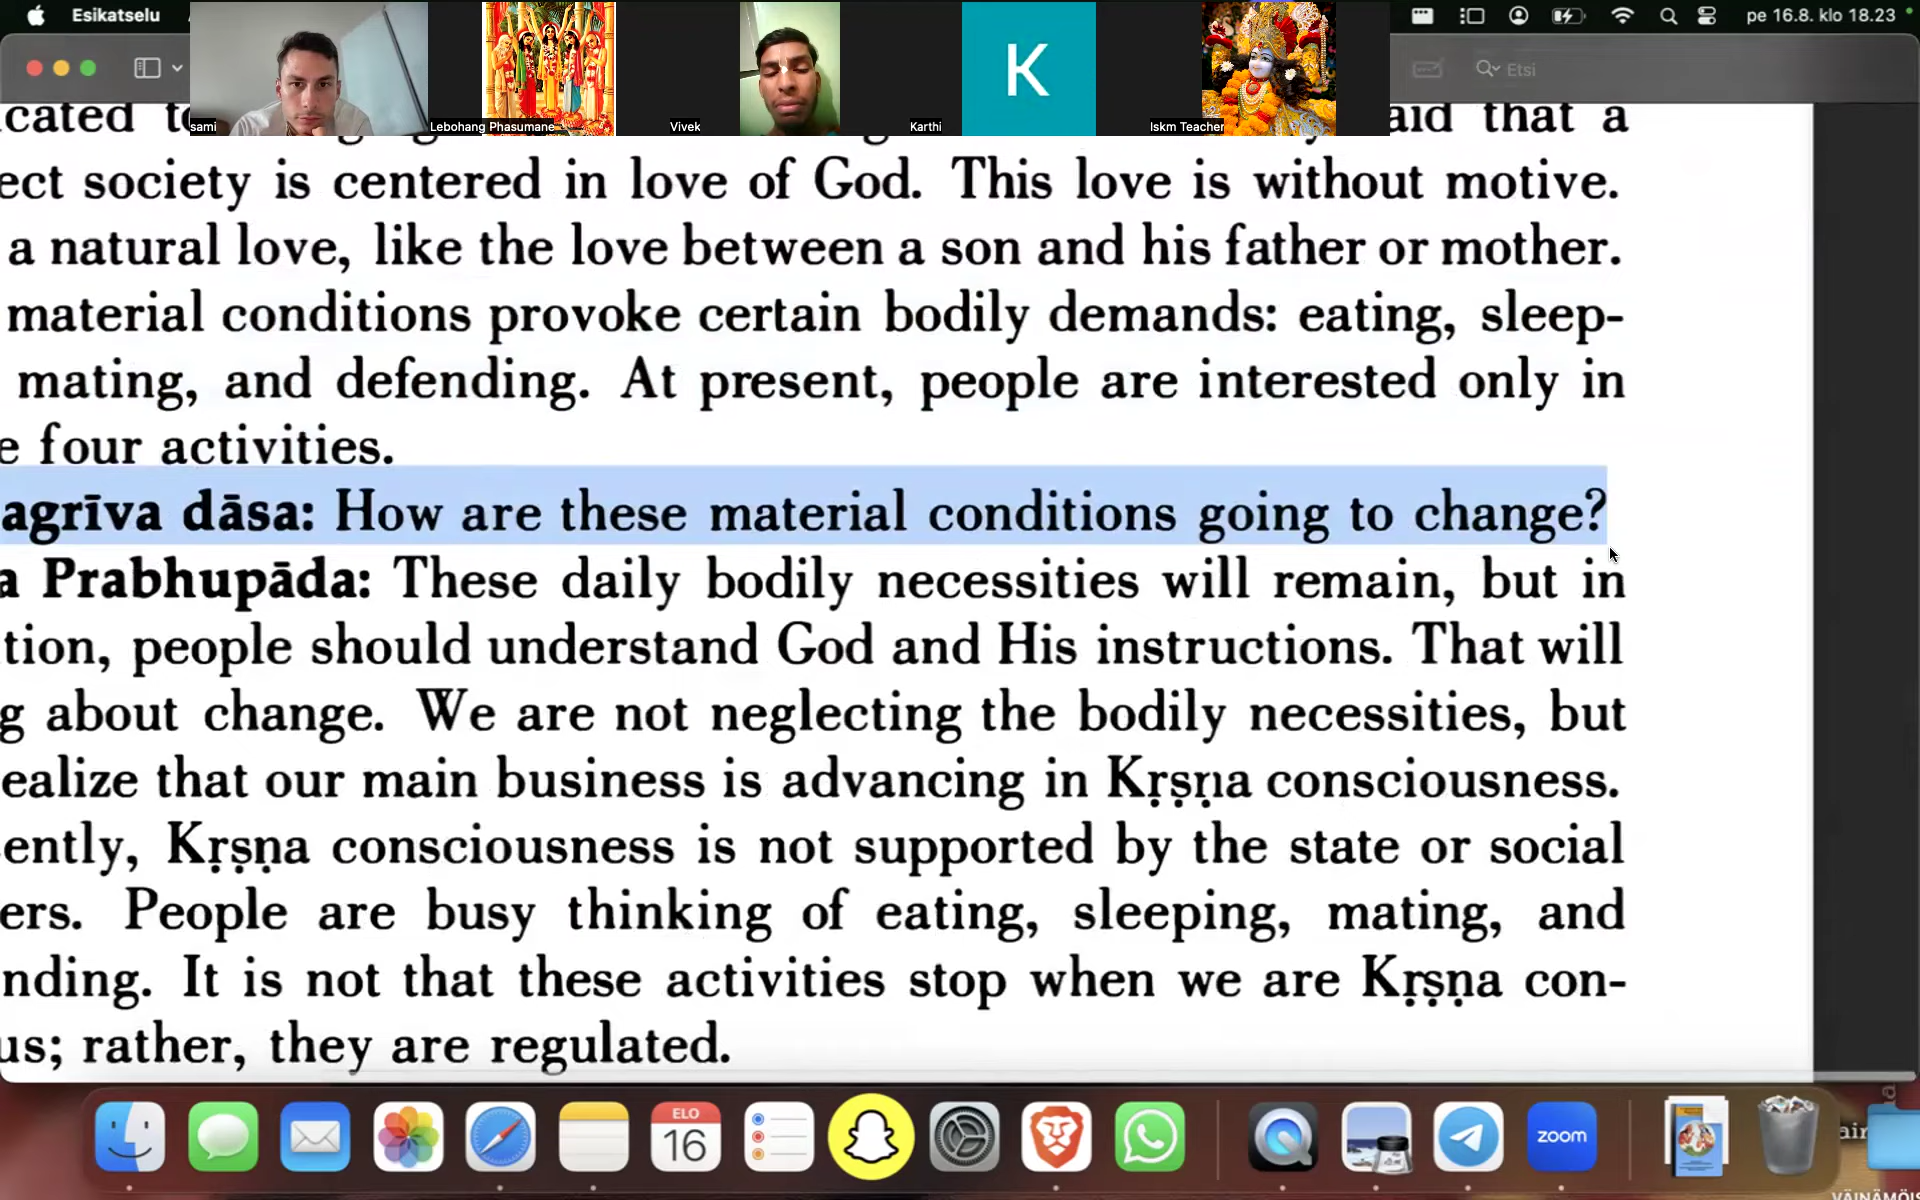 Esikatselu
pe 16.8. klo 18.23
Etsi
sami
Lebohang Phasumane
Vivek
Karthi
K
Iskm Teacher
aid that a
ect society is centered in love of God. This love is without motive.
a natural love, like the love between a son and his father or mother.
material conditions provoke certain bodily demands: eating, sleep-
mating, and defending. At present, people are interested only in
e four activities.
agrīva dāsa: How are these material conditions going to change?
a Prabhupāda: These daily bodily necessities will remain, but in
tion, people should understand God and His instructions. That will
g about change. We are not neglecting the bodily necessities, but
ealize that our main business is advancing in Kṛṣṇa consciousness.
ently, Kṛṣṇa consciousness is not supported by the state or social
ers. People are busy thinking of eating, sleeping, mating, and
nding. It is not that these activities stop when we are Kṛṣṇa con-
us; rather, they are regulated.
ELO
16
zoom